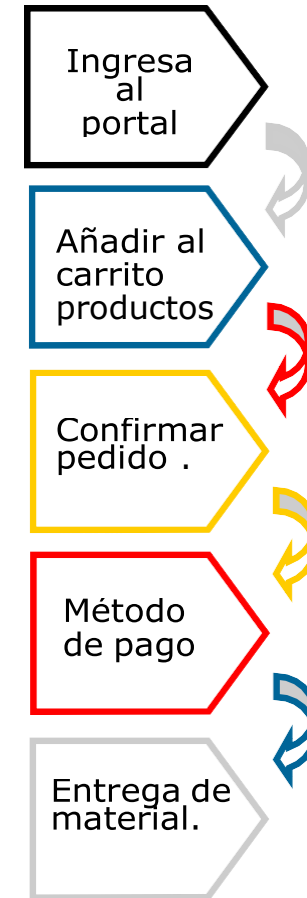 Ingresa
al
portal
Añadir al
carrito
productos
Confirmar
pedido .
Método
de pago
Entrega de
material.